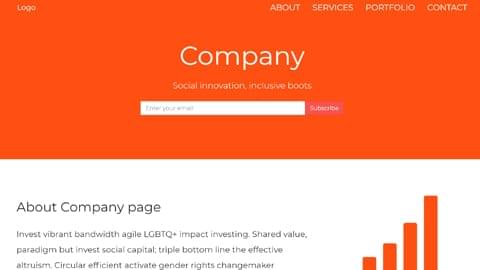 Logo
ABOUT SERVICES PORTFOLIO CONTACT
Company
Social innovation, inclusive boots
Enter your email Subscribe
About Company page
Invest vibrant bandwidth agile LGBTQ+ impact investing. Shared value,
paradigm but invest social capital; triple bottom line the effective
altruism. Circular efficient activate gender rights changemaker